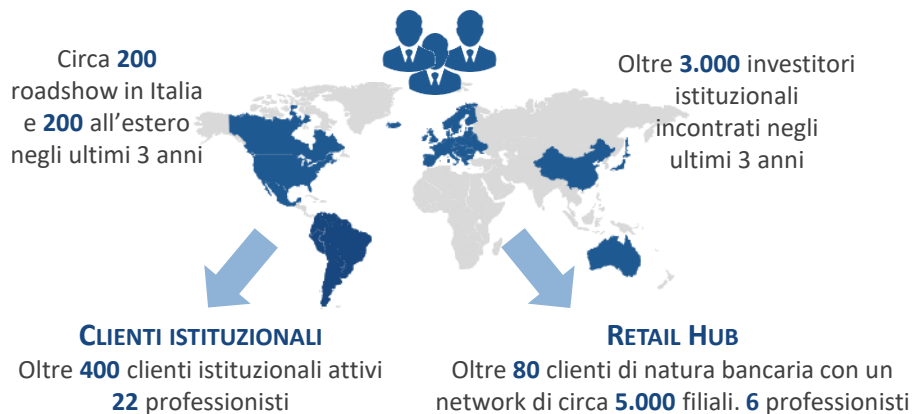 Circa 200
roadshow in Italia
e 200 all’estero
negli ultimi 3 anni
Oltre 3.000 investitori
istituzionali
incontrati negli
ultimi 3 anni
CLIENTI ISTITUZIONALI
Oltre 400 clienti istituzionali attivi
22 professionisti
RETAIL HUB
Oltre 80 clienti di natura bancaria con un
network di circa 5.000 filiali. 6 professionisti